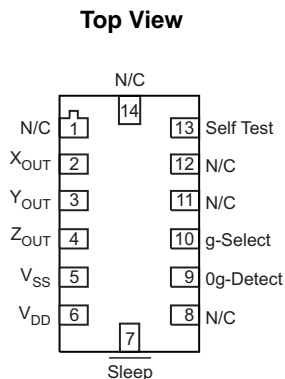 Top View
N/C
14
N/C 1 13 Self Test
XOUT 2 12 N/C
YOUT 3 11 N/C
ZOUT 4 10 g-Select
VSS 5 9 0g-Detect
VDD 6 8 N/C
7
Sleep